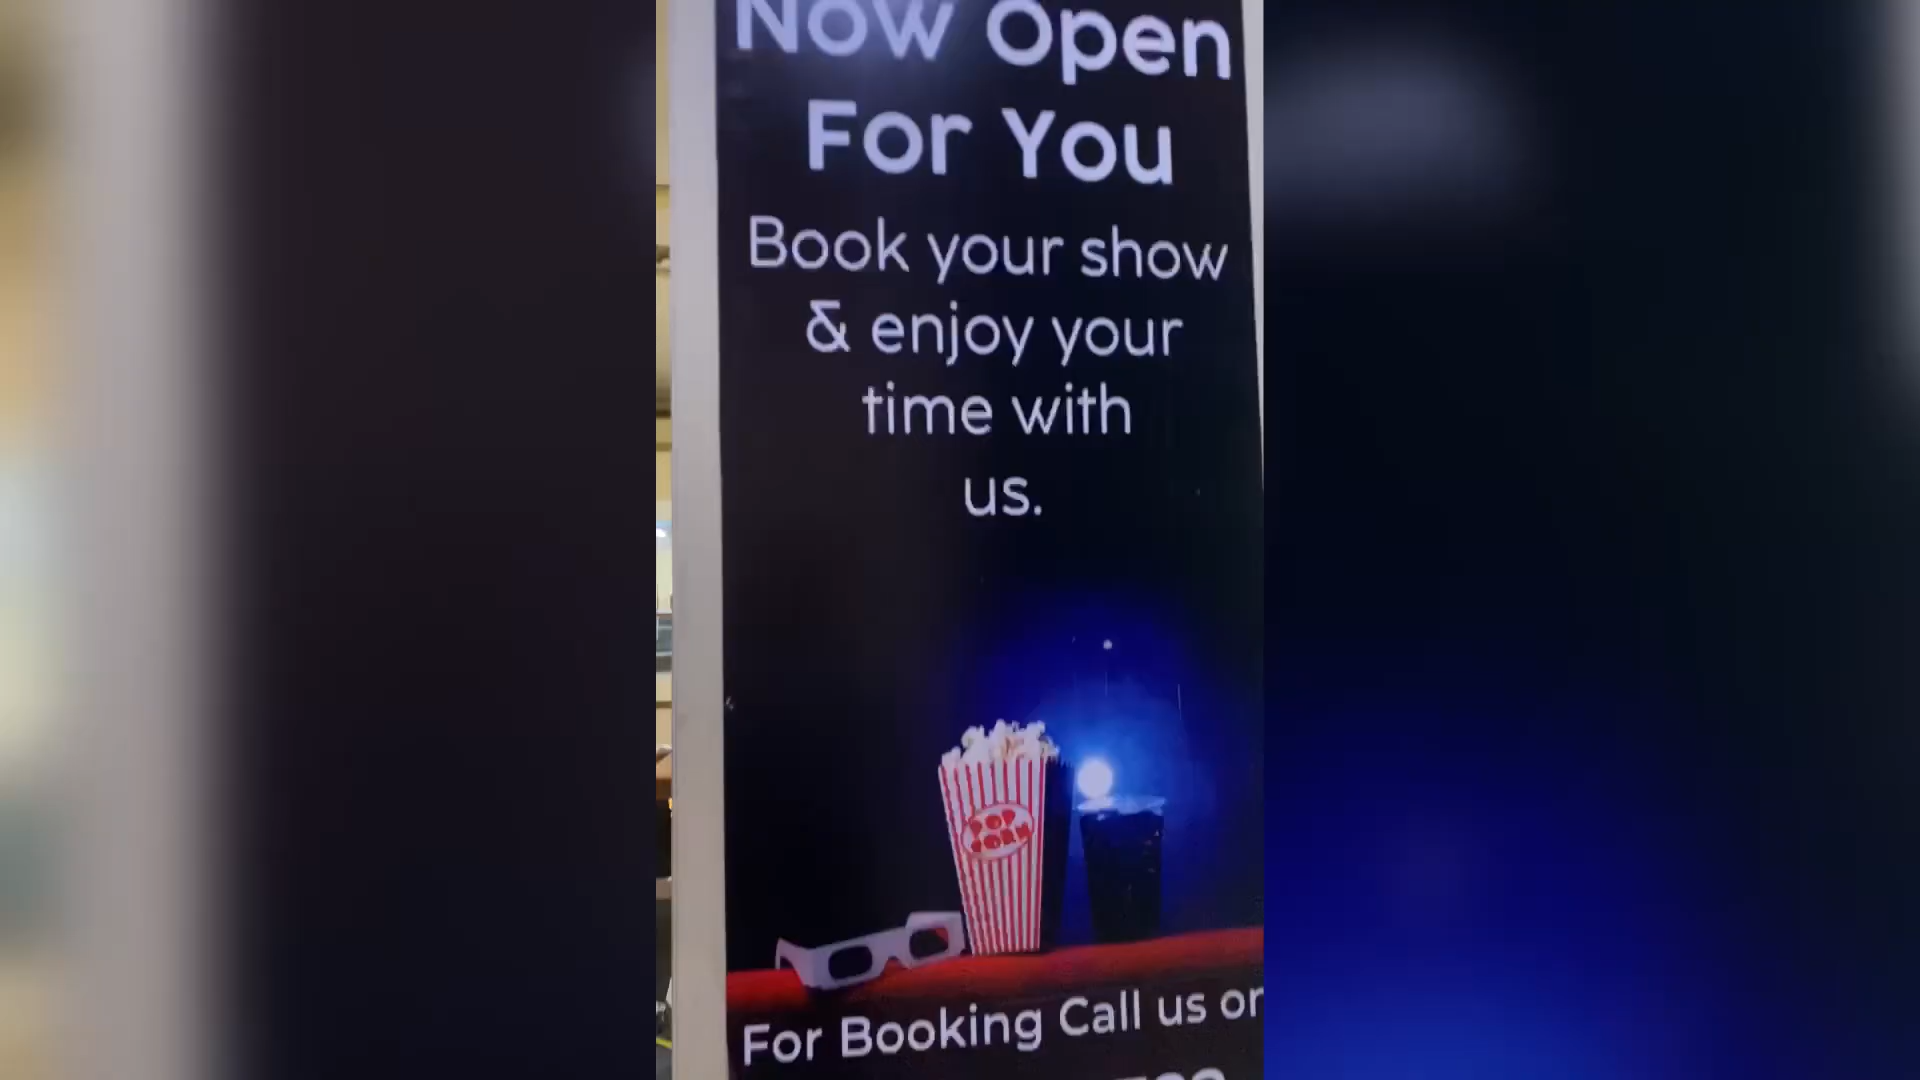 Now Open
For You
Book your show
& enjoy your
time with
us.
POP
CORN
For Booking Call us on